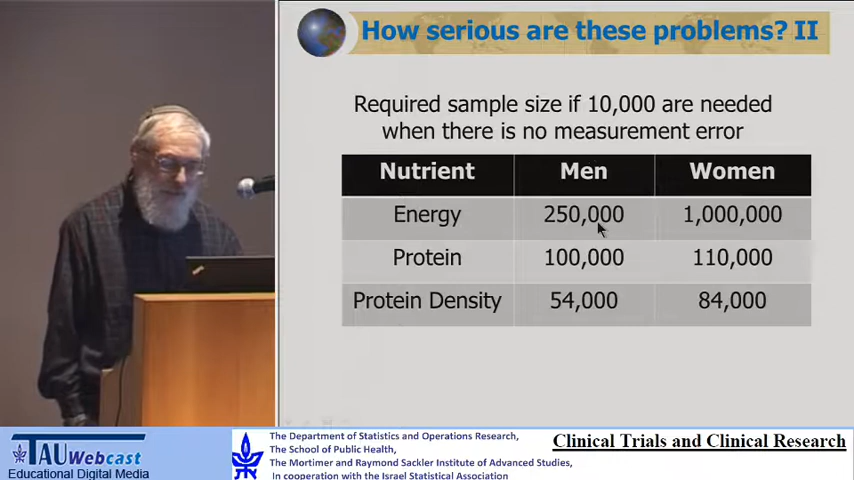 How serious are these problems? II
Required sample size if 10,000 are needed
when there is no measurement error
Nutrient Men Women
Energy 250,000 1,000,000
Protein 100,000 110,000
Protein Density 54,000 84,000
TAU Webcast
Educational Digital Media
The Department of Statistics and Operations Research,
The School of Public Health,
The Mortimer and Raymond Sackler Institute of Advanced Studies,
In cooperation with the Israel Statistical Association
Clinical Trials and Clinical Research